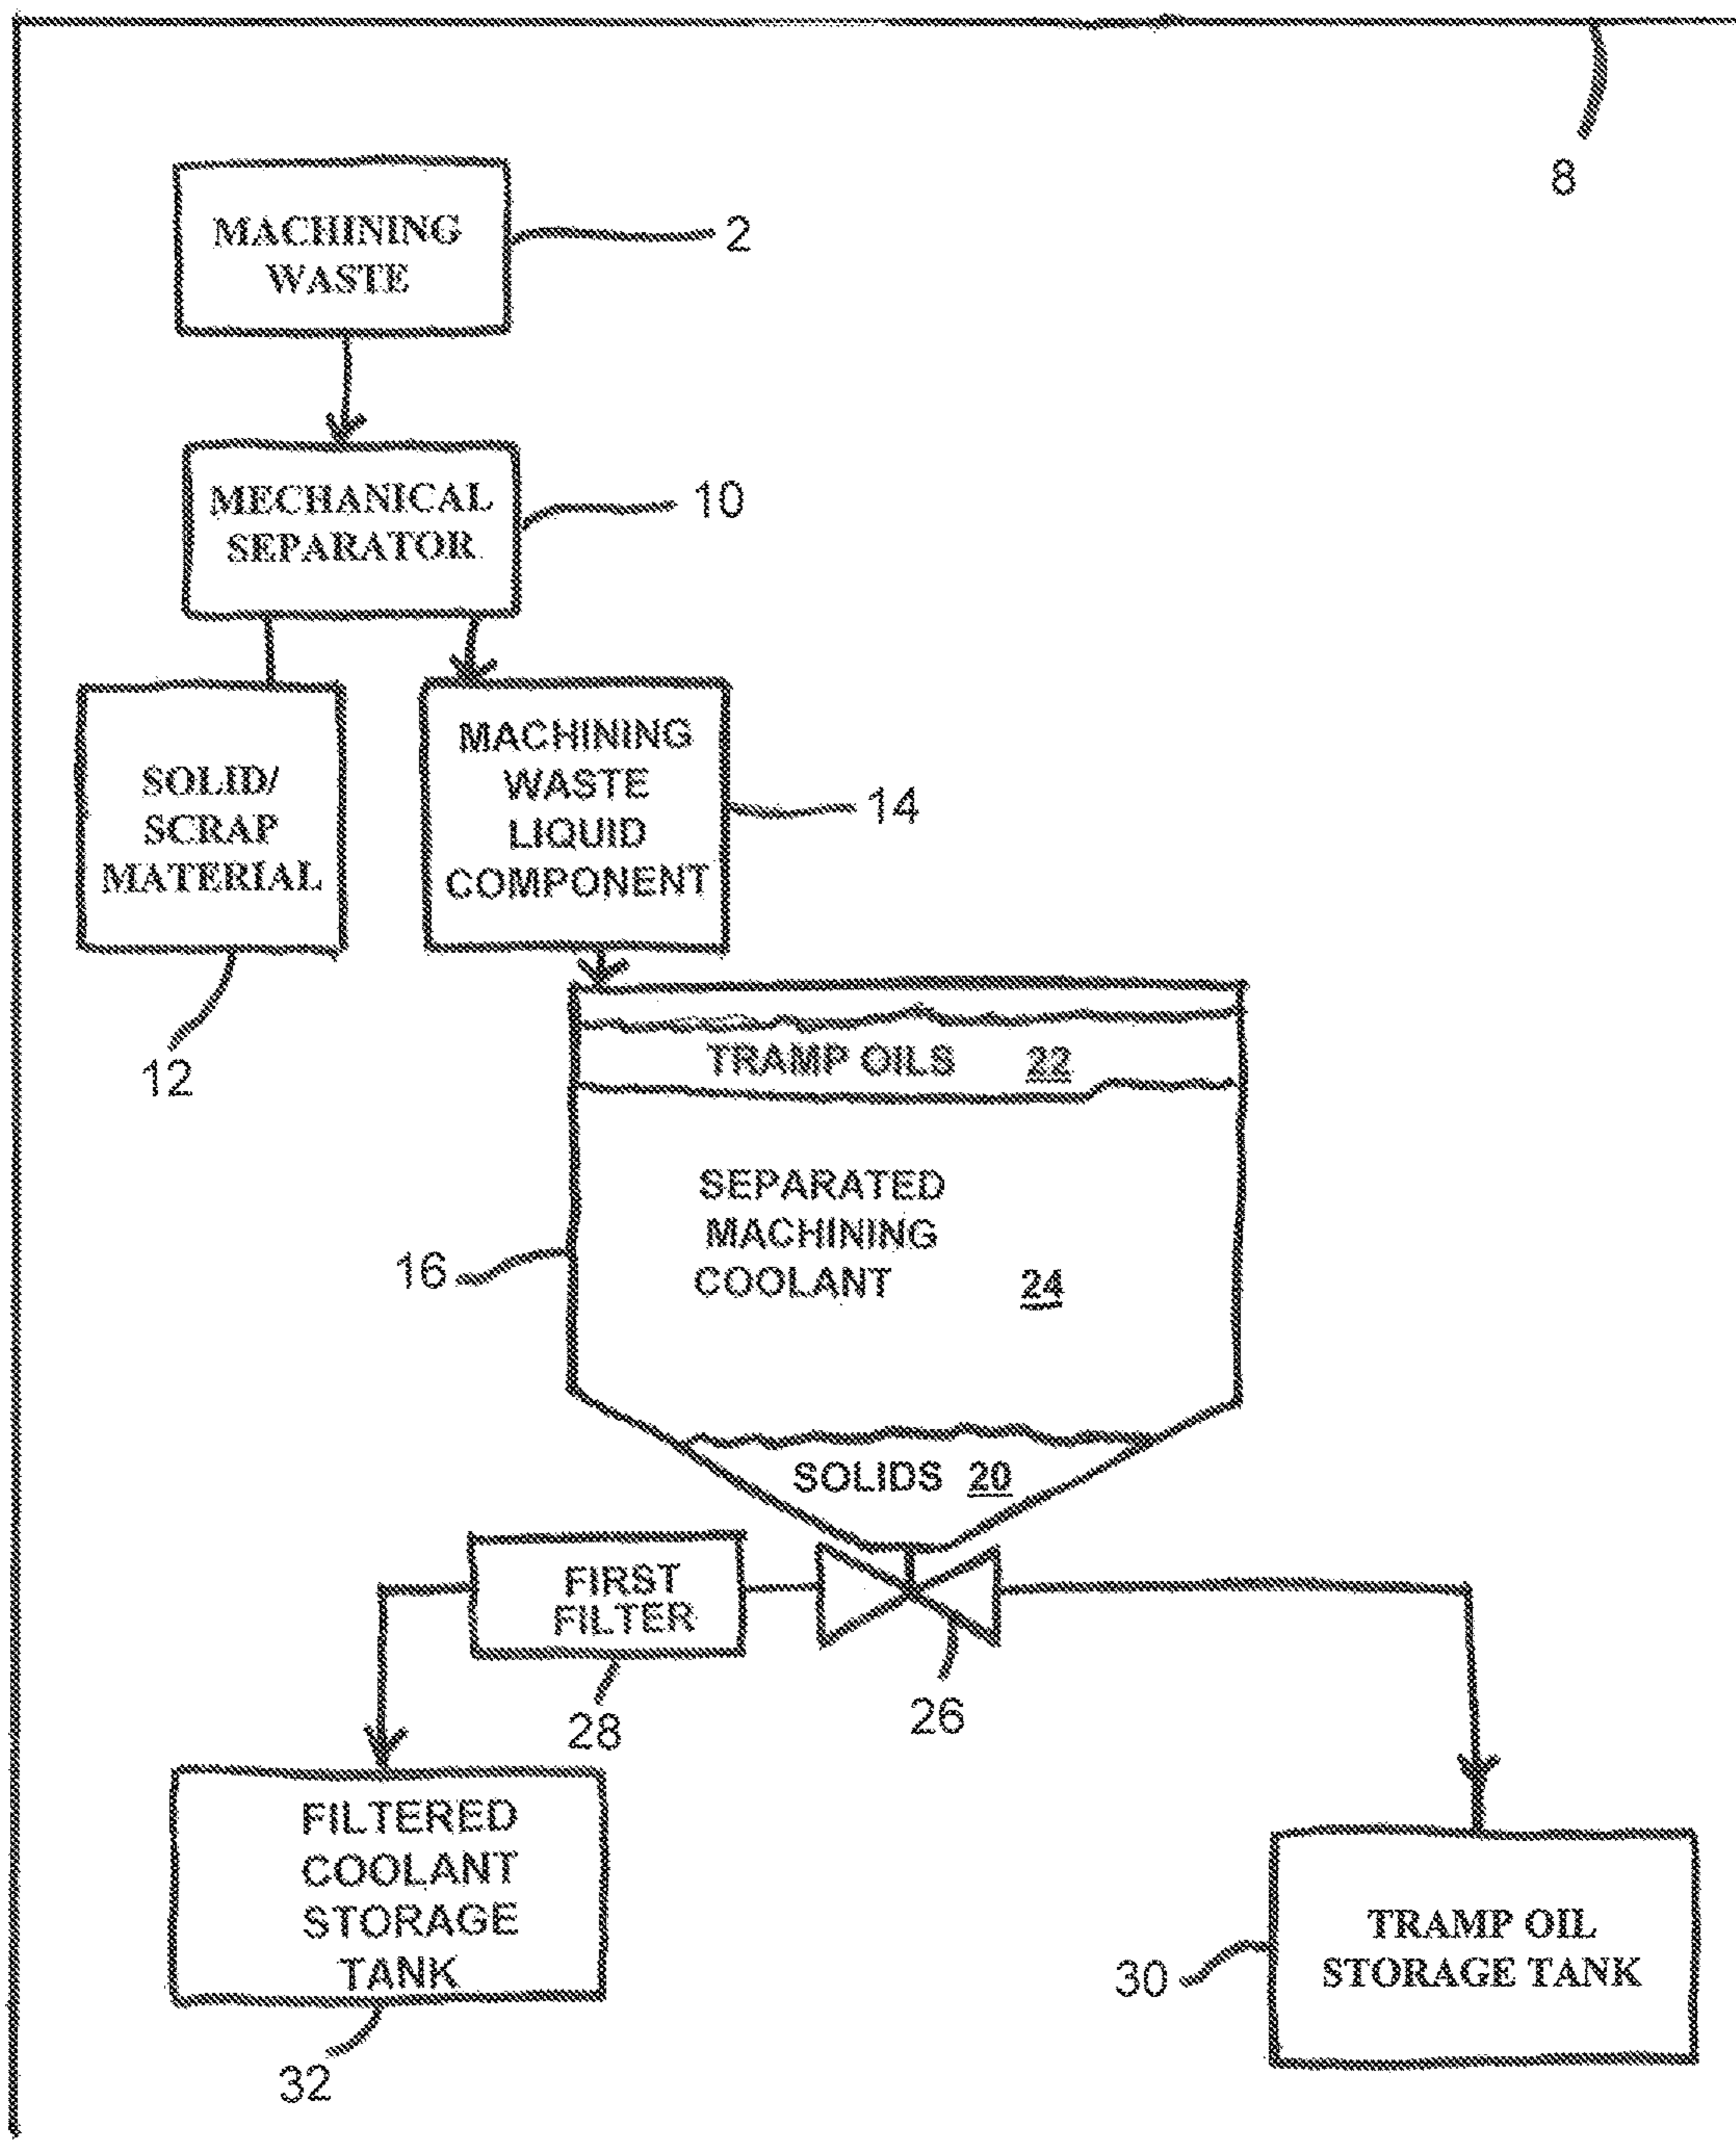 8
MACHINING
WASTE
2
MECHANICAL
SEPARATOR
10
SOLID/
SCRAP
MATERIAL
12
MACHINING
WASTE
LIQUID
COMPONENT
14
TRAMP OILS 22
SEPARATED
MACHINING
COOLANT 24
16
SOLIDS 20
FIRST
FILTER
28
26
FILTERED
COOLANT
STORAGE
TANK
32
TRAMP OIL
STORAGE TANK
30